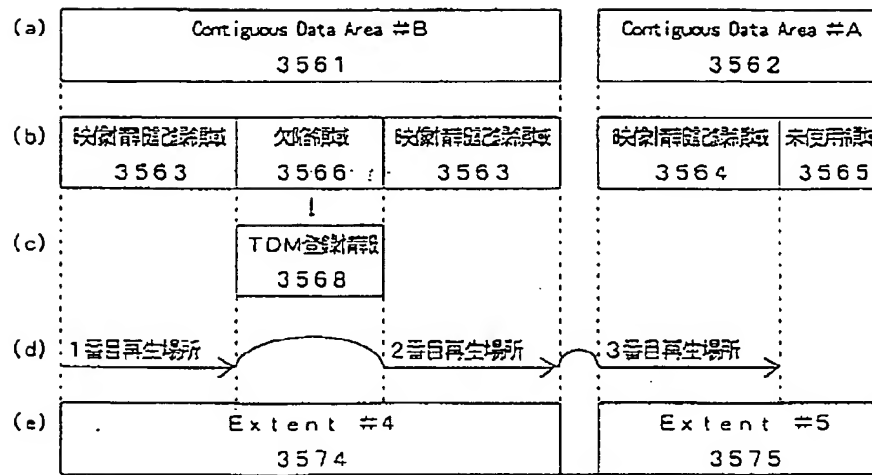 (a) Contiguous Data Area #B Contiguous Data Area #A
3561 3562
(b) 映像情報記録領域 欠陥領域 映像情報記録領域 映像情報記録領域 未使用領域
3563 3566 3563 3564 3565
(c) TDM登録情報
3568
(d) 1番目再生場所 2番目再生場所 3番目再生場所
(e) Extent #4 Extent #5
3574 3575